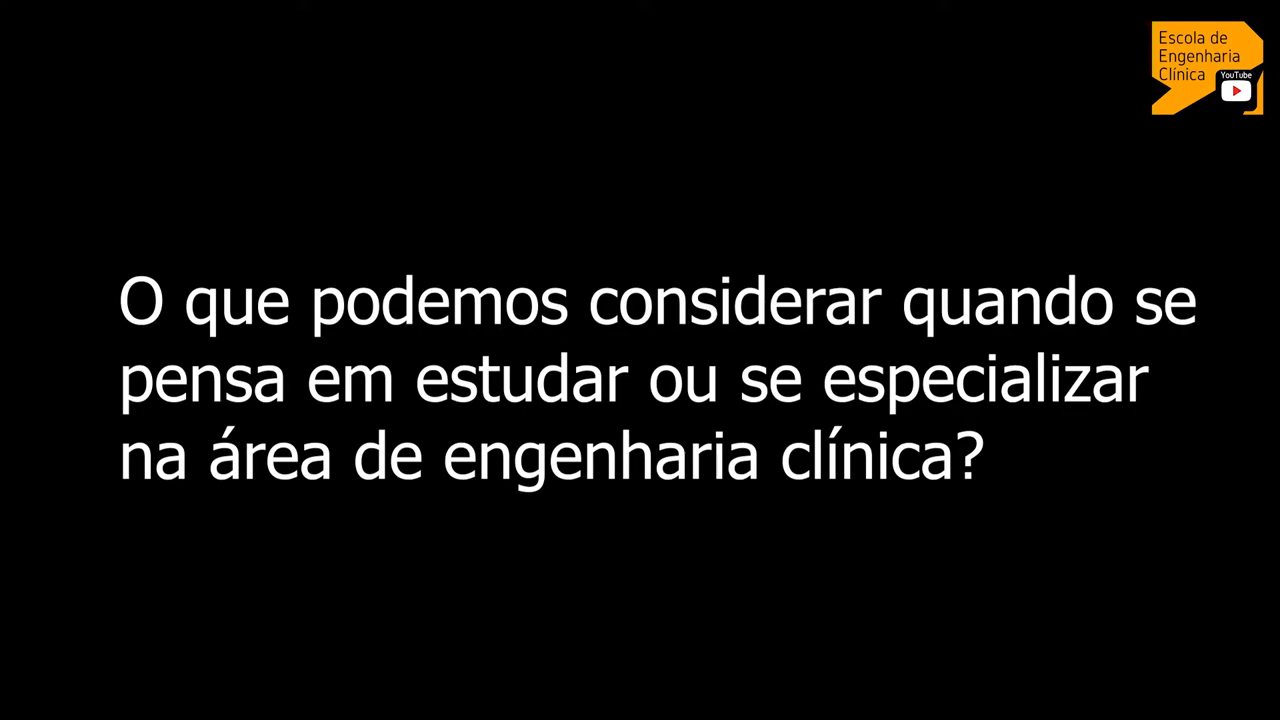 Escola de
Engenharia
Clínica
YouTube
O que podemos considerar quando se
pensa em estudar ou se especializar
na área de engenharia clínica?